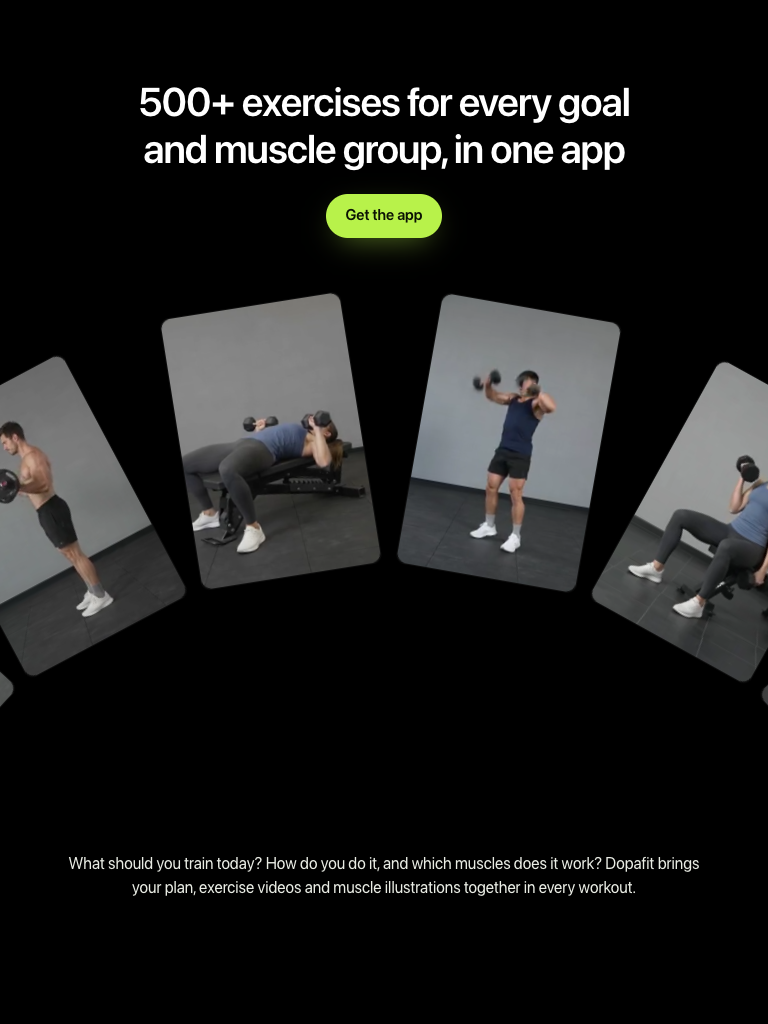 500+ exercises for every goal
and muscle group, in one app
Get the app
What should you train today? How do you do it, and which muscles does it work? Dopafit brings
your plan, exercise videos and muscle illustrations together in every workout.